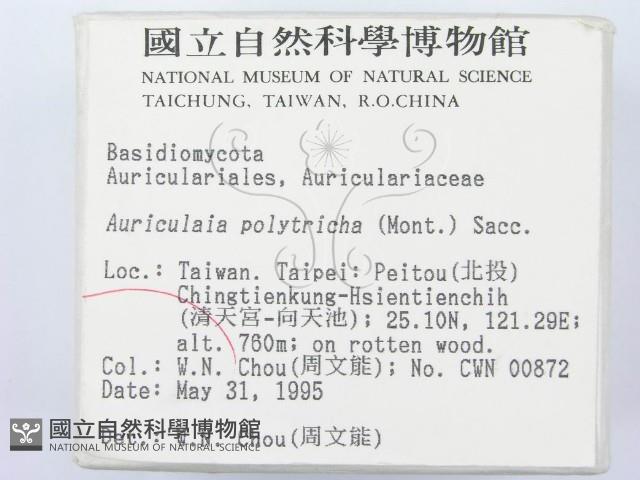 國立自然科學博物館
NATIONAL MUSEUM OF NATURAL SCIENCE
TAICHUNG, TAIWAN, R.O.CHINA
Basidiomycota
Auriculariales, Auriculariaceae
Auriculaia polytricha (Mont.) Sacc.
Loc.: Taiwan. Taipei: Peitou(北投)
Chingtienkung-Hsientienchih
(清天宮-向天池); 25.10N, 121.29E;
alt. 760m; on rotten wood.
Col.: W.N. Chou(周文能); No. CWN 00872
Date: May 31, 1995
Det.: W.N. Chou(周文能)
國立自然科學博物館
NATIONAL MUSEUM OF NATURAL SCIENCE